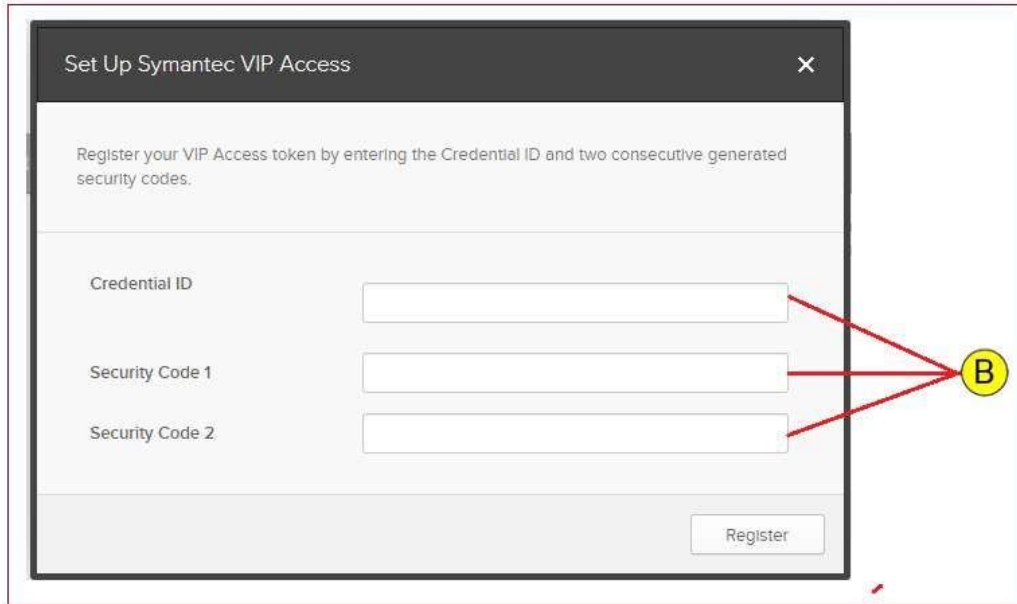 Set Up Symantec VIP Access
Register your VIP Access token by entering the Credential ID and two consecutive generated
security codes.
Credential ID
Security Code 1
B
Security Code 2
Register